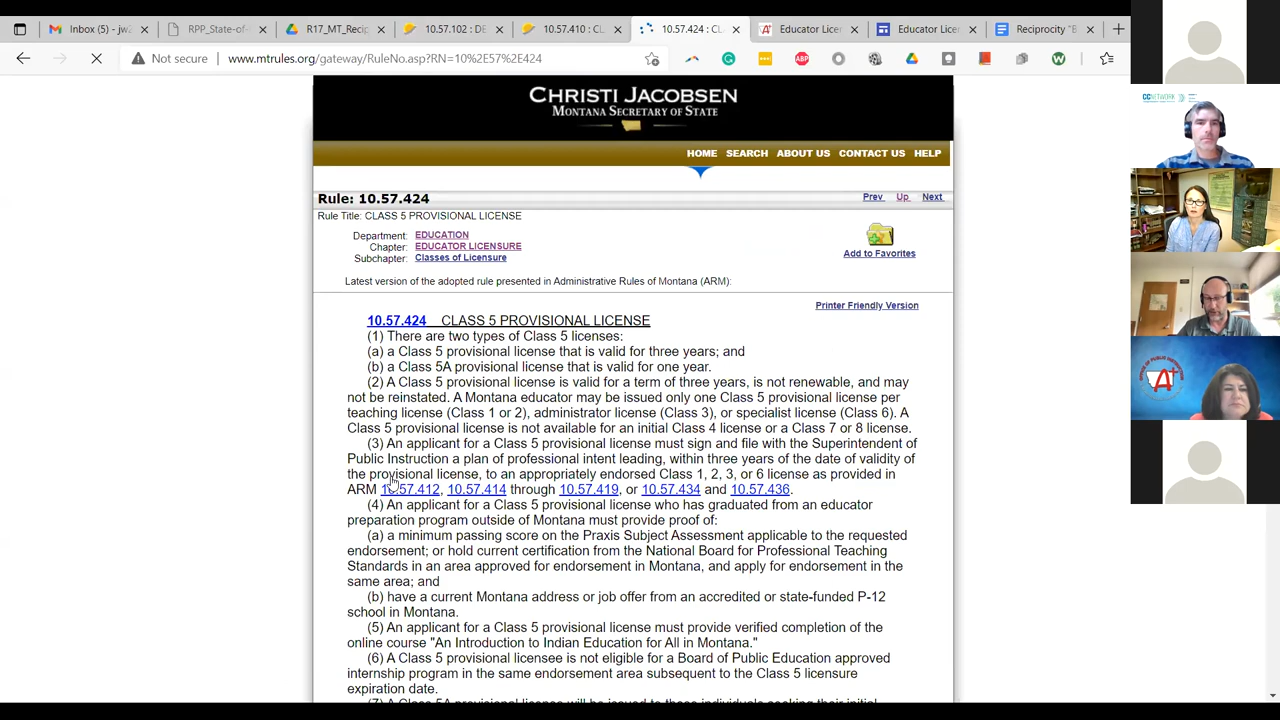 Inbox (5) - jw2
RPP_State-of-
R17_MT_Recip
10.57.102 : DE
10.57.410 : CL
10.57.424 : CL
Educator Licen
Educator Licen
Reciprocity "B
Not secure
www.mtrules.org/gateway/RuleNo.asp?RN=10%2E57%2E424
CHRISTI JACOBSEN
MONTANA SECRETARY OF STATE
HOME SEARCH ABOUT US CONTACT US HELP
Rule: 10.57.424
Prev Up Next
Rule Title: CLASS 5 PROVISIONAL LICENSE
Department: EDUCATION
Chapter: EDUCATOR LICENSURE
Subchapter: Classes of Licensure
Add to Favorites
Latest version of the adopted rule presented in Administrative Rules of Montana (ARM):
Printer Friendly Version
10.57.424 CLASS 5 PROVISIONAL LICENSE
(1) There are two types of Class 5 licenses:
(a) a Class 5 provisional license that is valid for three years; and
(b) a Class 5A provisional license that is valid for one year.
(2) A Class 5 provisional license is valid for a term of three years, is not renewable, and may
not be reinstated. A Montana educator may be issued only one Class 5 provisional license per
teaching license (Class 1 or 2), administrator license (Class 3), or specialist license (Class 6). A
Class 5 provisional license is not available for an initial Class 4 license or a Class 7 or 8 license.
(3) An applicant for a Class 5 provisional license must sign and file with the Superintendent of
Public Instruction a plan of professional intent leading, within three years of the date of validity of
the provisional license, to an appropriately endorsed Class 1, 2, 3, or 6 license as provided in
ARM 10.57.412, 10.57.414 through 10.57.419, or 10.57.434 and 10.57.436.
(4) An applicant for a Class 5 provisional license who has graduated from an educator
preparation program outside of Montana must provide proof of:
(a) a minimum passing score on the Praxis Subject Assessment applicable to the requested
endorsement; or hold current certification from the National Board for Professional Teaching
Standards in an area approved for endorsement in Montana, and apply for endorsement in the
same area; and
(b) have a current Montana address or job offer from an accredited or state-funded P-12
school in Montana.
(5) An applicant for a Class 5 provisional license must provide verified completion of the
online course "An Introduction to Indian Education for All in Montana."
(6) A Class 5 provisional licensee is not eligible for a Board of Public Education approved
internship program in the same endorsement area subsequent to the Class 5 licensure
expiration date.
(7) A Class 5A provisional license will be issued to those individuals seeking their initial
CCNETWORK